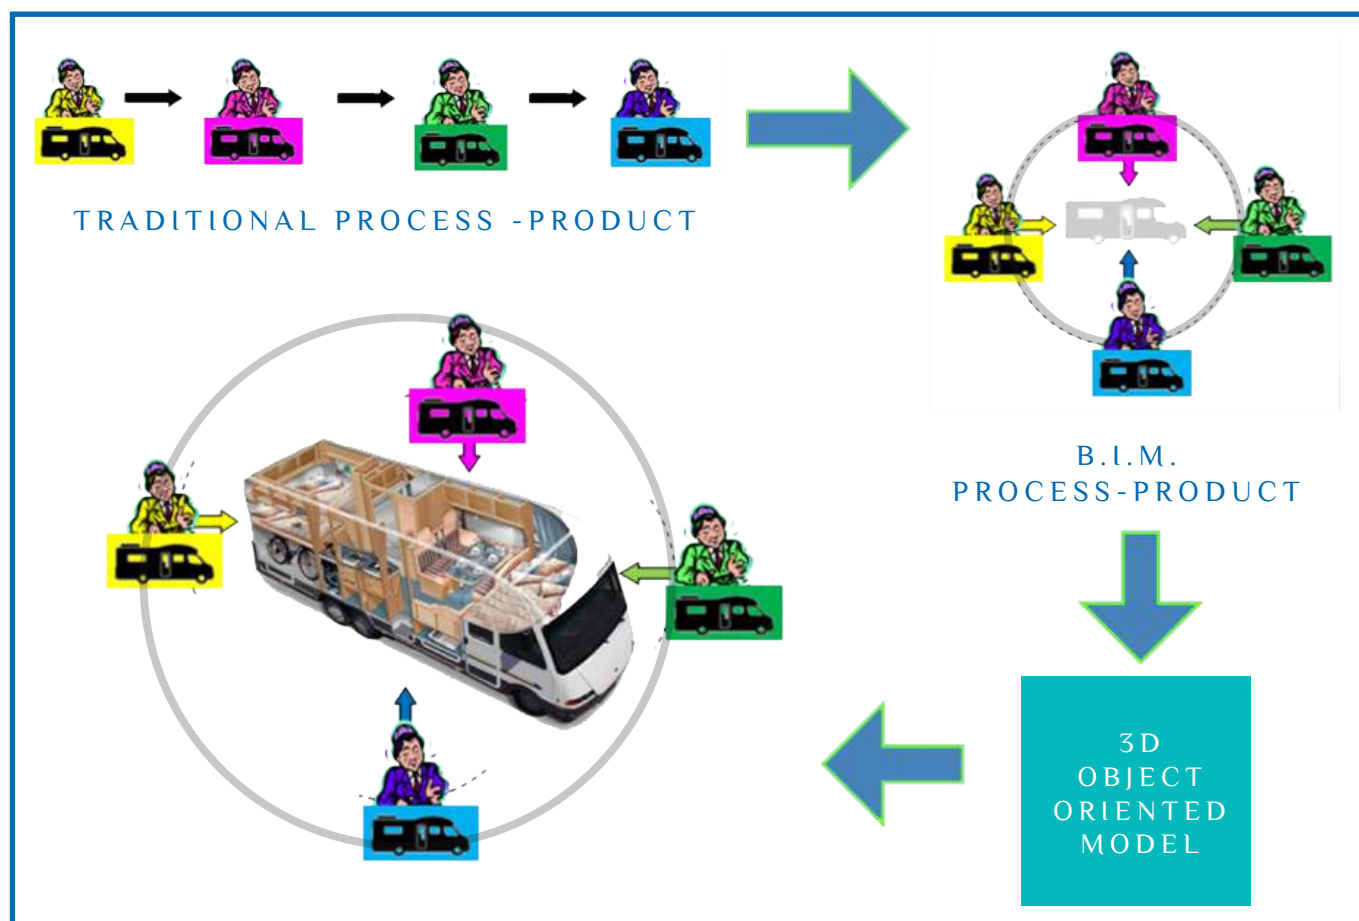 TRADITIONAL PROCESS -PRODUCT
B.I.M.
PROCESS-PRODUCT
3D
OBJECT
ORIENTED
MODEL